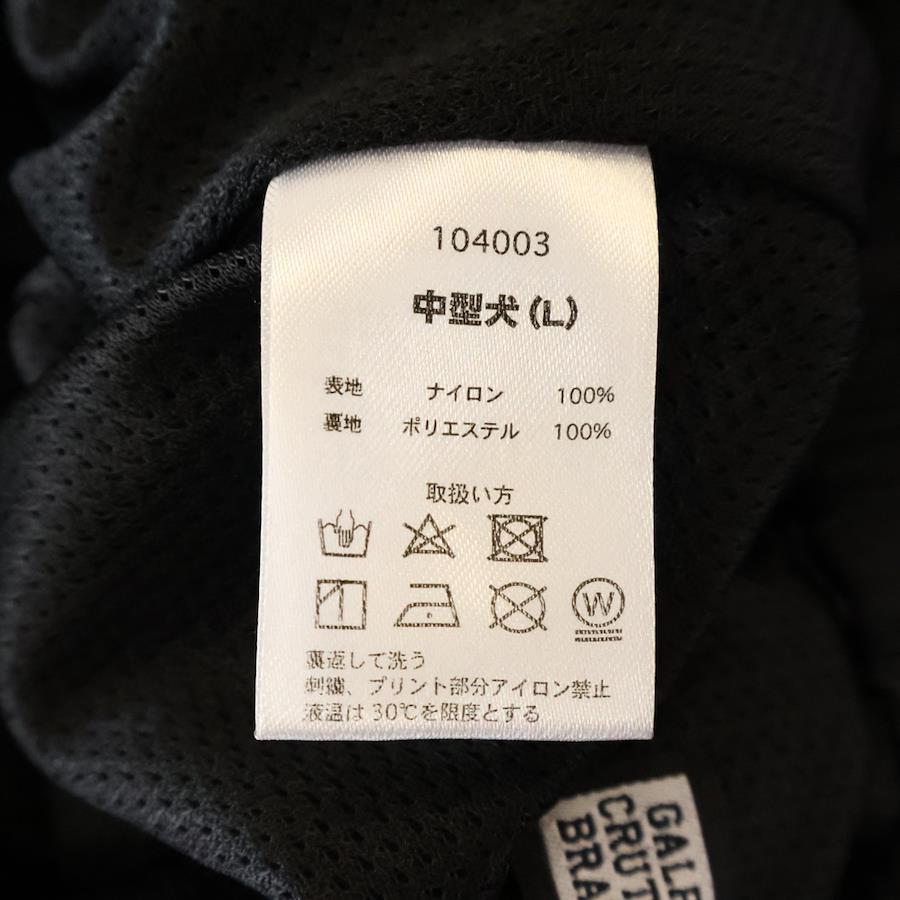 104003
中型犬(L)
表地 ナイロン 100%
裏地 ポリエステル 100%
取扱い方
W
裏返して洗う
刺繍、プリント部分アイロン禁止
液温は30℃を限度とする
GALF
CRUT
BRA